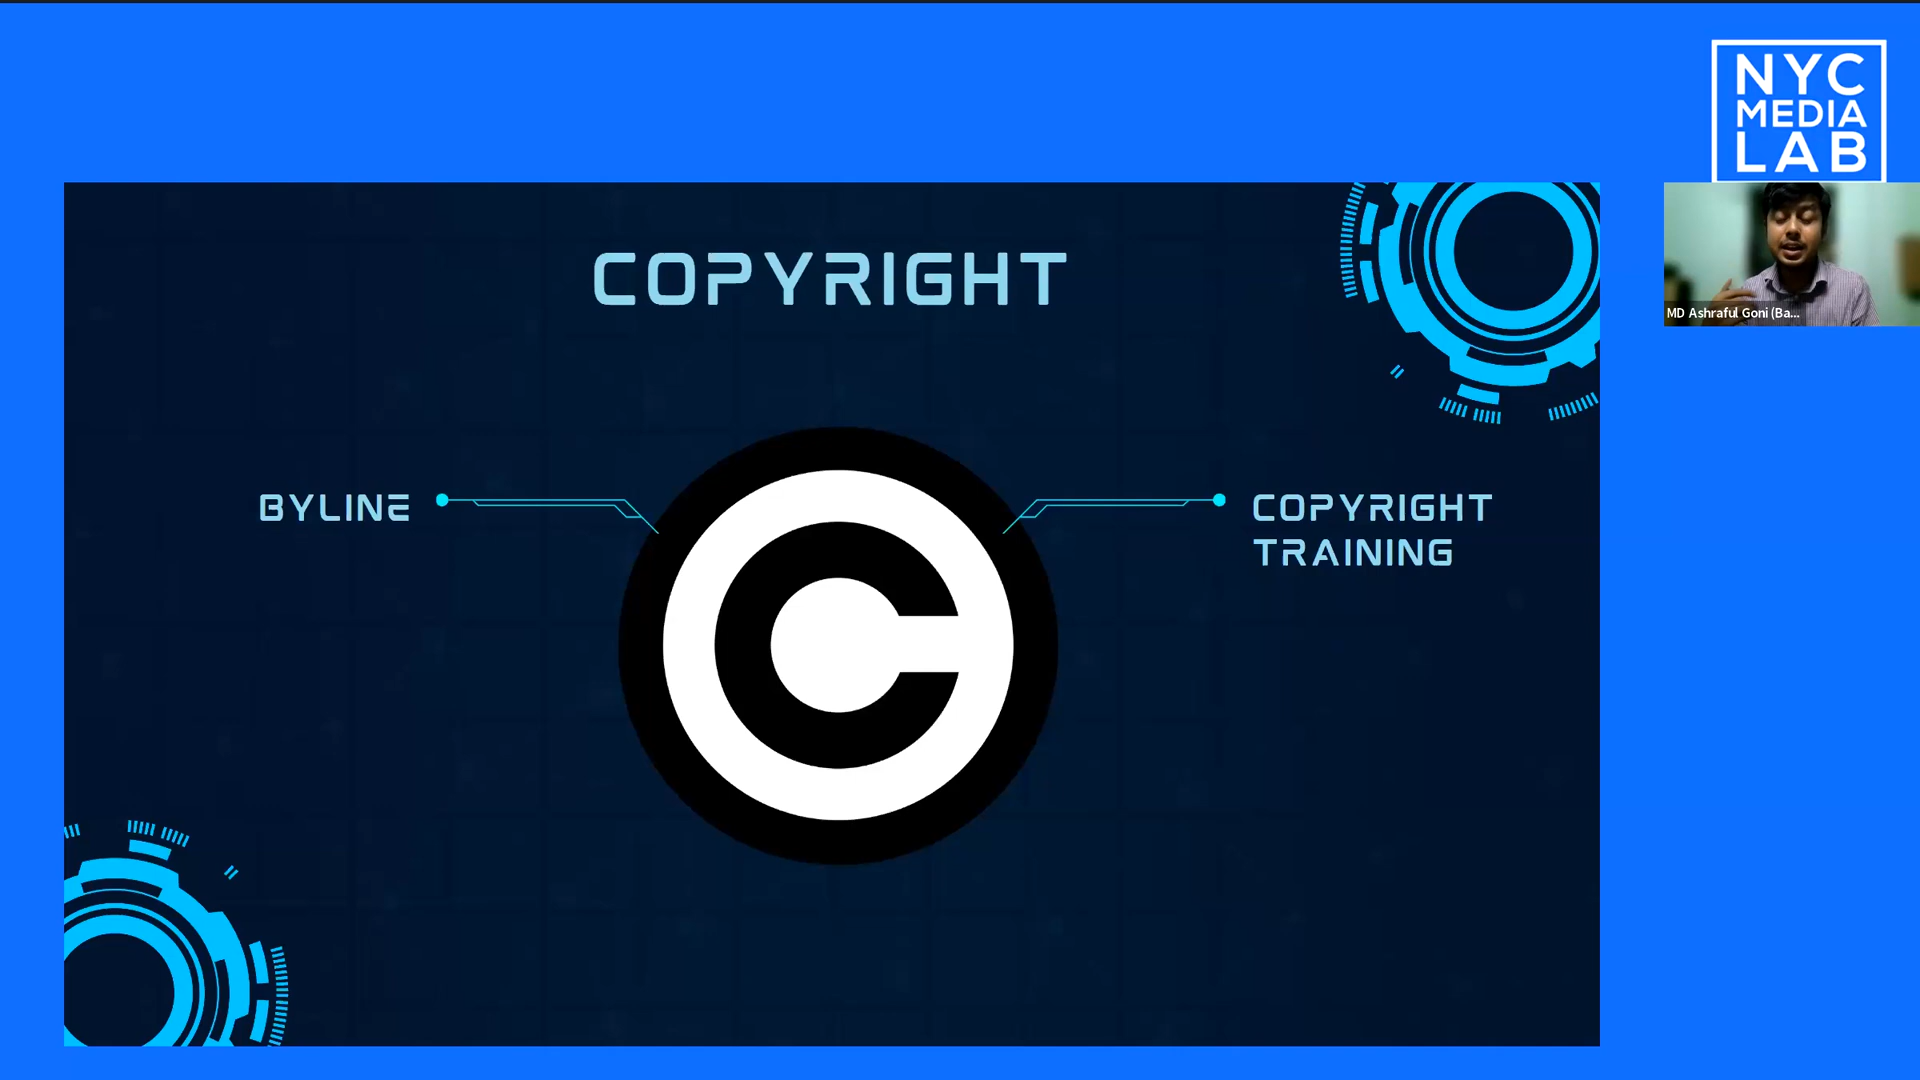 NYC
MEDIA
LAB
COPYRIGHT
BYLINE
COPYRIGHT
TRAINING
MD Ashraful Goni (Ba...